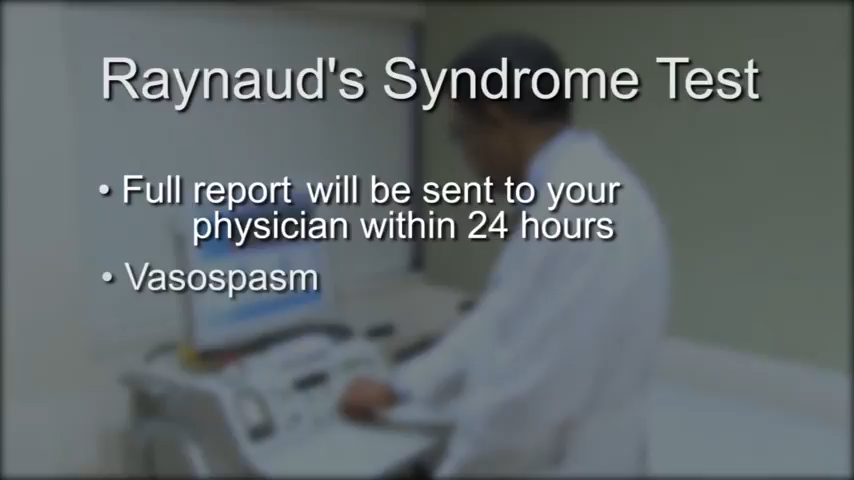 Raynaud's Syndrome Test
• Full report will be sent to your
physician within 24 hours
• Vasospasm